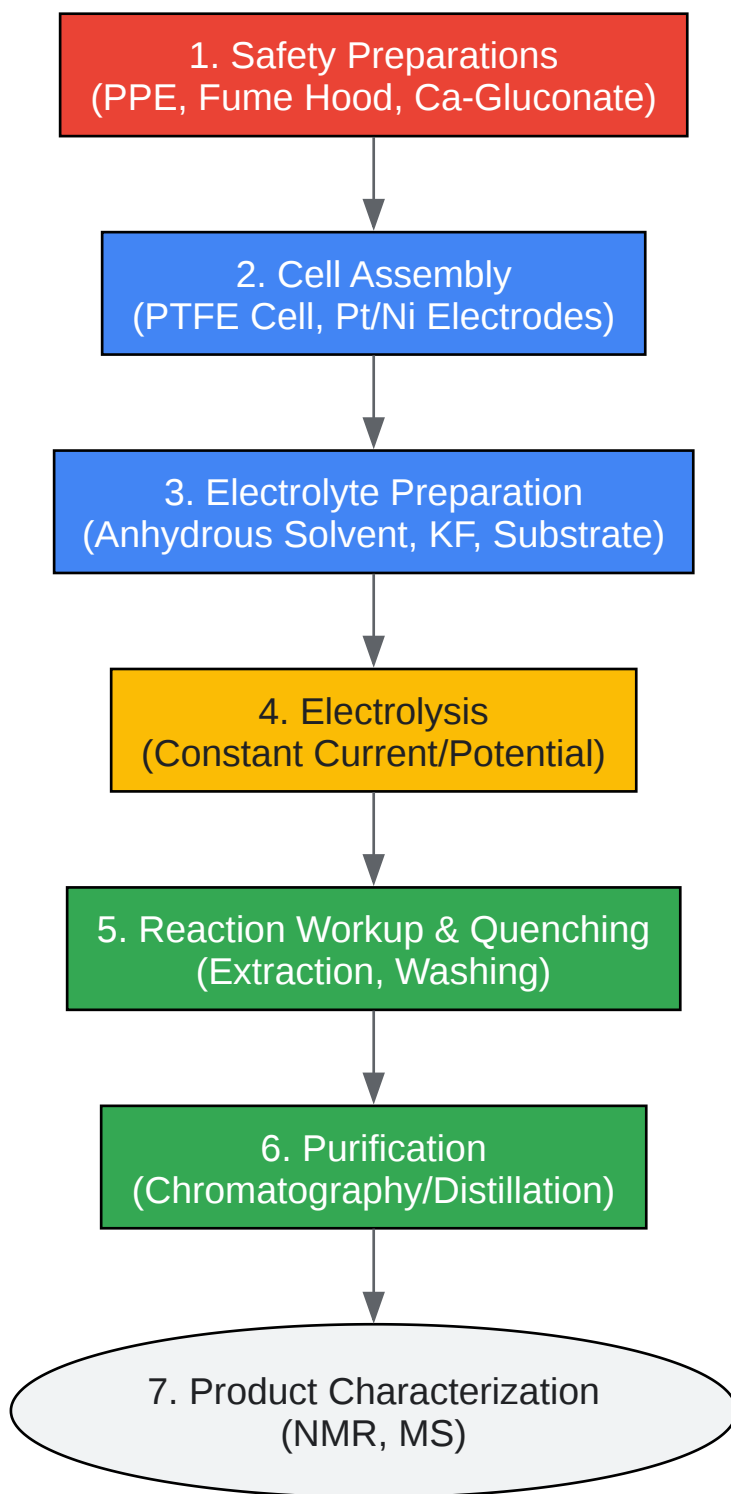 1. Safety Preparations
(PPE, Fume Hood, Ca-Gluconate)
2. Cell Assembly
(PTFE Cell, Pt/Ni Electrodes)
3. Electrolyte Preparation
(Anhydrous Solvent, KF, Substrate)
4. Electrolysis
(Constant Current/Potential)
5. Reaction Workup & Quenching
(Extraction, Washing)
6. Purification
(Chromatography/Distillation)
7. Product Characterization
(NMR, MS)